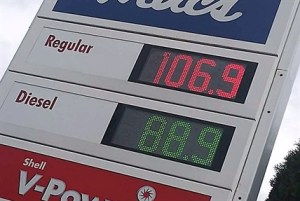 Regular 106.9
Diesel 88.9
Shell
V-Pow